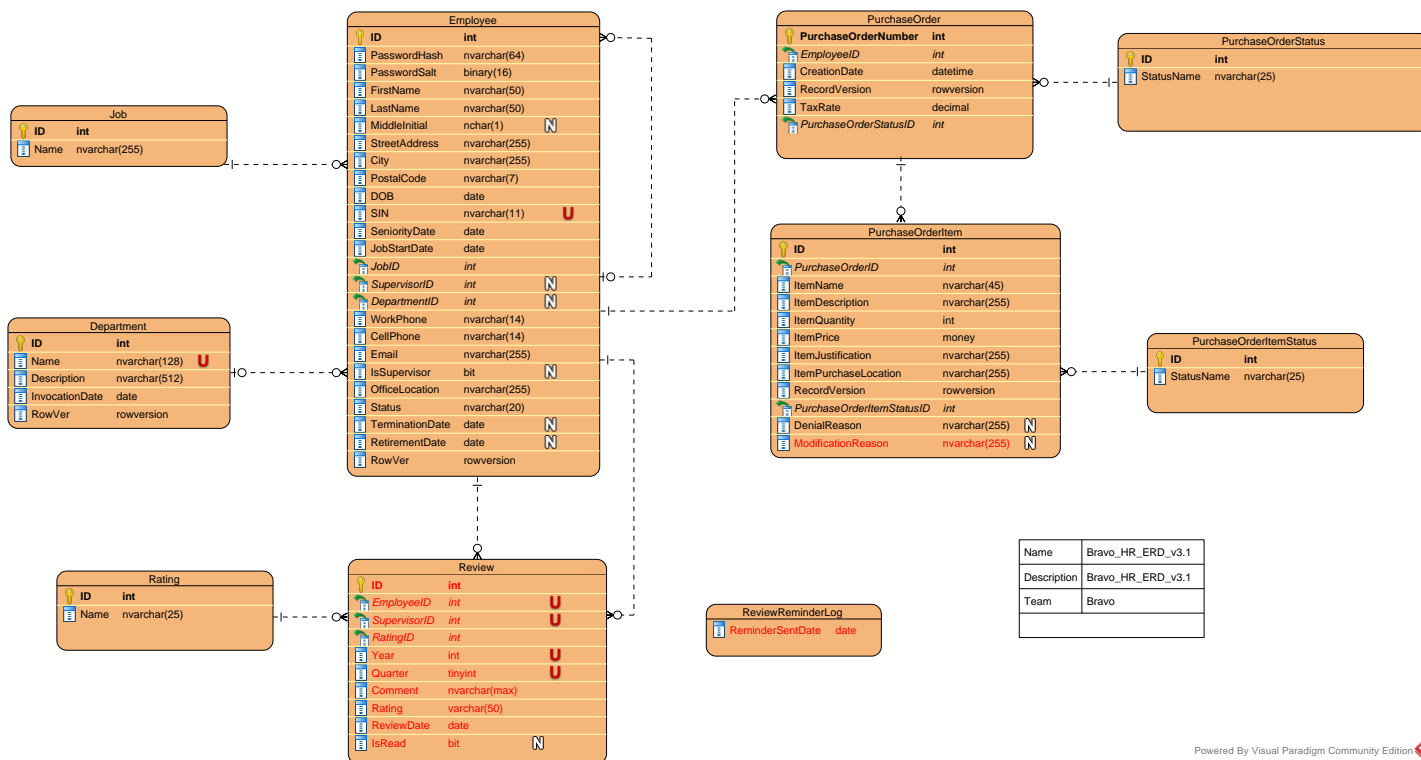 Employee
ID int
PasswordHash nvarchar(64)
PasswordSalt binary(16)
FirstName nvarchar(50)
LastName nvarchar(50)
MiddleInitial nchar(1) N
StreetAddress nvarchar(255)
City nvarchar(255)
PostalCode nvarchar(7)
DOB date
SIN nvarchar(11) U
SeniorityDate date
JobStartDate date
JobID int
SupervisorID int N
DepartmentID int N
WorkPhone nvarchar(14)
CellPhone nvarchar(14)
Email nvarchar(255)
IsSupervisor bit N
OfficeLocation nvarchar(255)
Status nvarchar(20)
TerminationDate date N
RetirementDate date N
RowVer rowversion
PurchaseOrder
PurchaseOrderNumber int
EmployeeID int
CreationDate datetime
RecordVersion rowversion
TaxRate decimal
PurchaseOrderStatusID int
PurchaseOrderStatus
ID int
StatusName nvarchar(25)
Job
ID int
Name nvarchar(255)
PurchaseOrderItem
ID int
PurchaseOrderID int
ItemName nvarchar(45)
ItemDescription nvarchar(255)
ItemQuantity int
ItemPrice money
ItemJustification nvarchar(255)
ItemPurchaseLocation nvarchar(255)
RecordVersion rowversion
PurchaseOrderItemStatusID int
DenialReason nvarchar(255) N
ModificationReason nvarchar(255) N
Department
ID int
Name nvarchar(128) U
Description nvarchar(512)
InvocationDate date
RowVer rowversion
PurchaseOrderItemStatus
ID int
StatusName nvarchar(25)
Rating
ID int
Name nvarchar(25)
Review
ID int
EmployeeID int U
SupervisorID int U
RatingID int
Year int U
Quarter tinyint U
Comment nvarchar(max)
Rating varchar(50)
ReviewDate date
IsRead bit N
ReviewReminderLog
ReminderSentDate date
Name Bravo_HR_ERD_v3.1
Description Bravo_HR_ERD_v3.1
Team Bravo
Powered By Visual Paradigm Community Edition